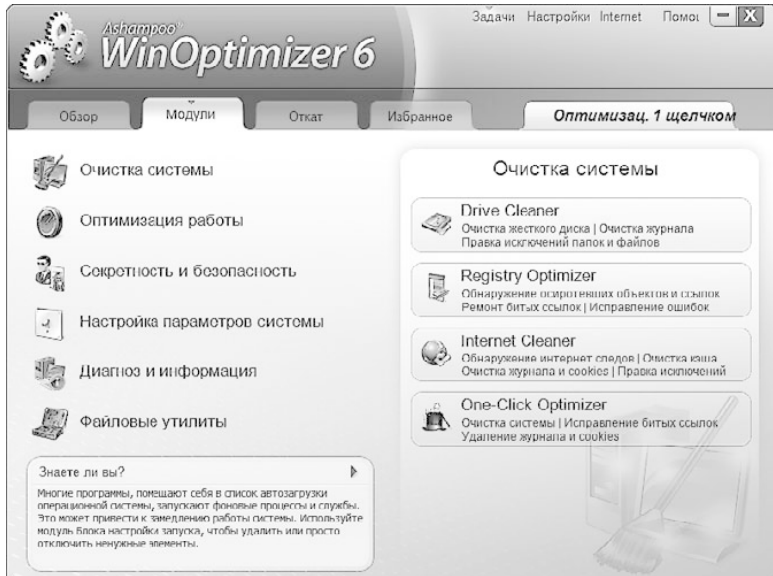 Задачи Настройки Internet Помощ
Ashampoo®
WinOptimizer 6
Обзор Модули Откат Избранное Оптимизац. 1 щелчком
Очистка системы
Оптимизация работы
Секретность и безопасность
Настройка параметров системы
Диагноз и информация
Файловые утилиты
Знаете ли вы?
Многие программы, помещают себя в список автозагрузки
операционной системы, запускают фоновые процессы и службы.
Это может привести к замедлению работы системы. Используйте
модуль Блока настройки запуска, чтобы удалить или просто
отключить ненужные элементы.
Очистка системы
Drive Cleaner
Очистка жесткого диска | Очистка журнала
Правка исключений папок и файлов
Registry Optimizer
Обнаружение осиротевших объектов и ссылок
Ремонт битых ссылок | Исправление ошибок
Internet Cleaner
Обнаружение интернет следов | Очистка кэша
Очистка журнала и cookies | Правка исключений
One-Click Optimizer
Очистка системы | Исправление битых ссылок
Удаление журнала и cookies